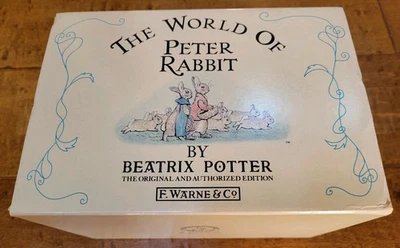 THE WORLD OF
PETER
RABBIT
BY
BEATRIX POTTER
THE ORIGINAL AND AUTHORIZED EDITION
F. WARNE & Co